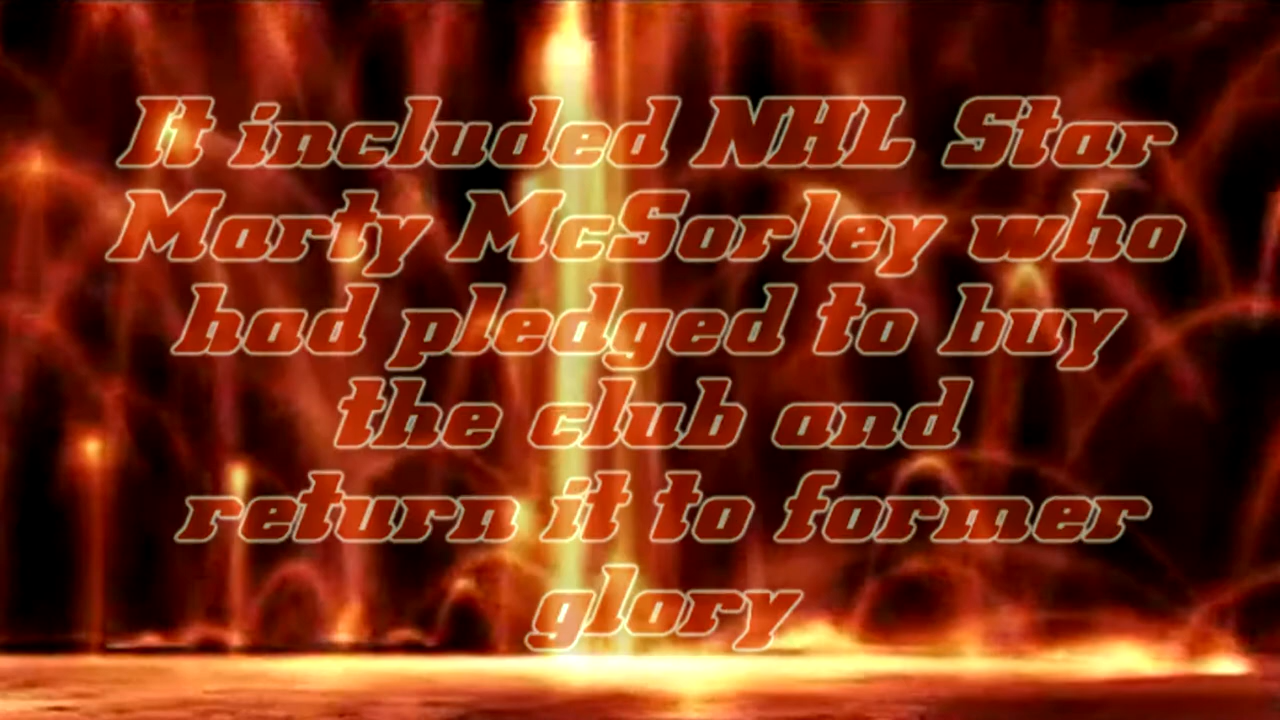 It included NHL Star
Marty McSorley who
had pledged to buy
the club and
return it to former
glory